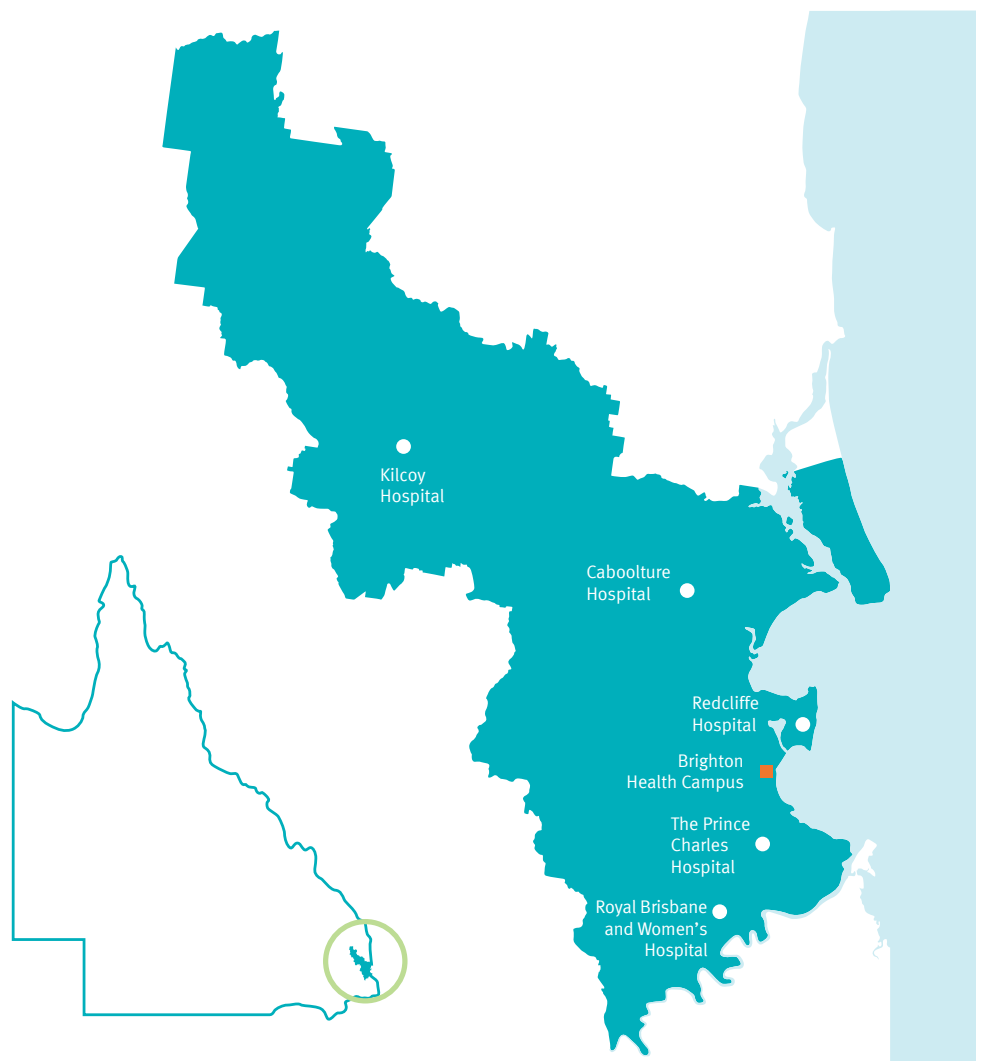 Kilcoy
Hospital
Caboolture
Hospital
Redcliffe
Hospital
Brighton
Health Campus
The Prince
Charles
Hospital
Royal Brisbane
and Women's
Hospital